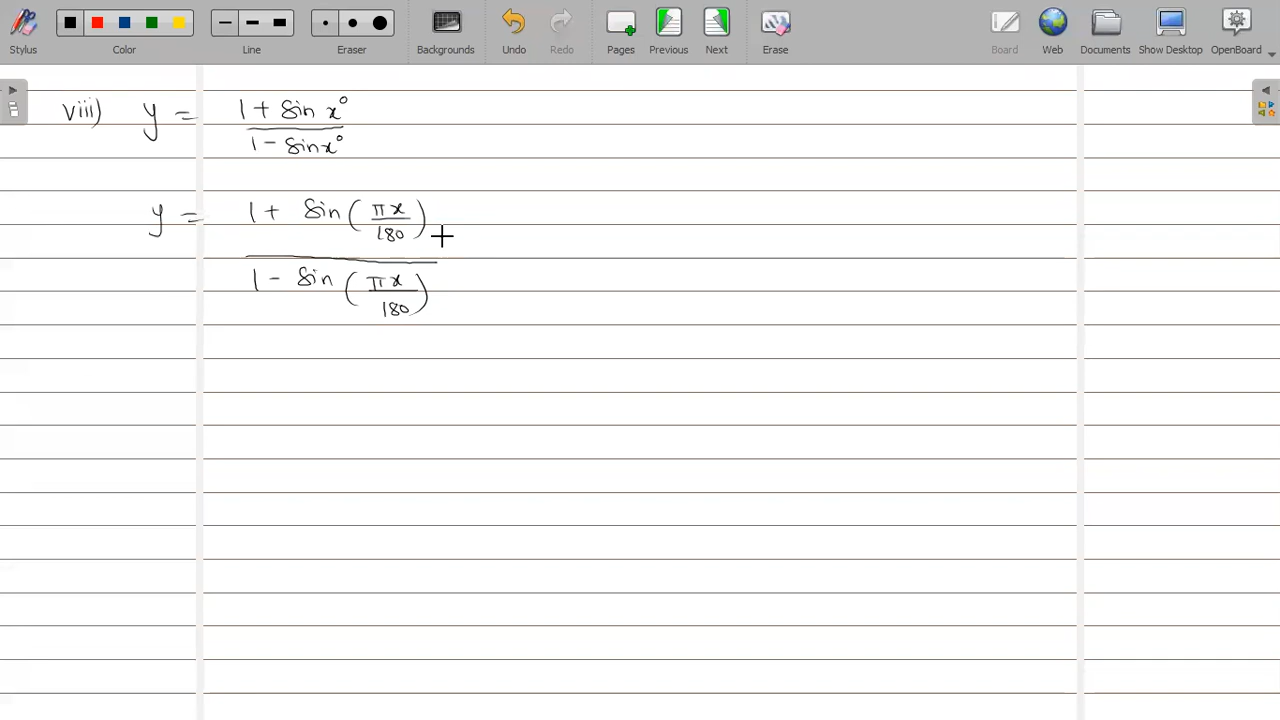 Stylus Color Line Eraser Backgrounds Undo Redo Pages Previous Next Erase Board Web Documents Show Desktop OpenBoard
viii) y = 1 + sin x° / 1 - sin x°
y = 1 + sin (πx / 180) / 1 - sin (πx / 180)